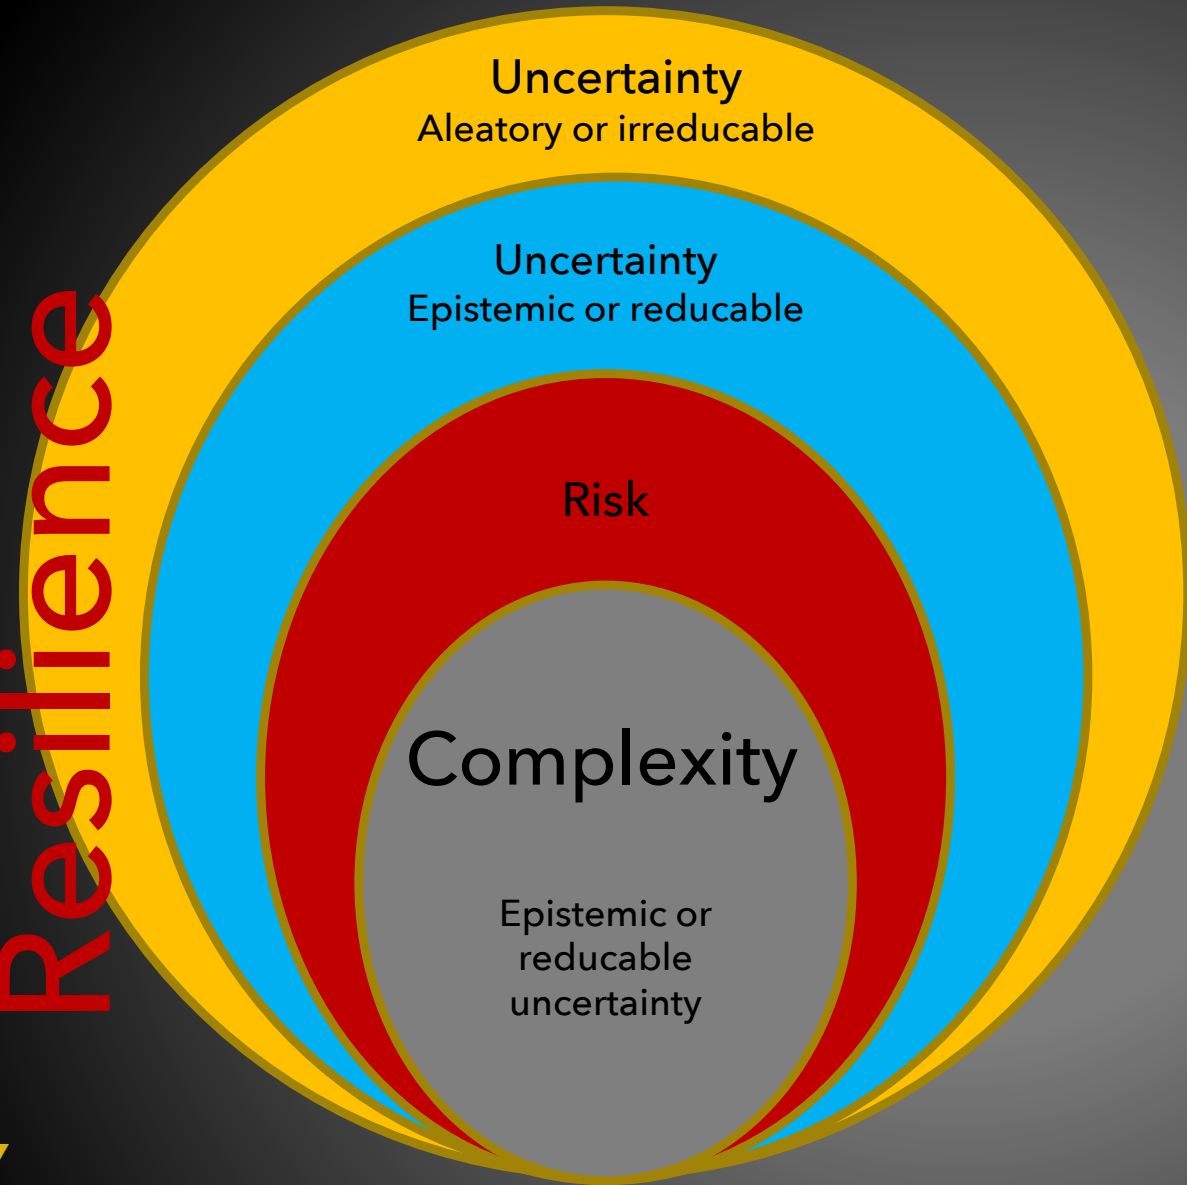 Uncertainty
Aleatory or irreducable
Uncertainty
Epistemic or reducable
Risk
Complexity
Epistemic or
reducable
uncertainty
Resilience